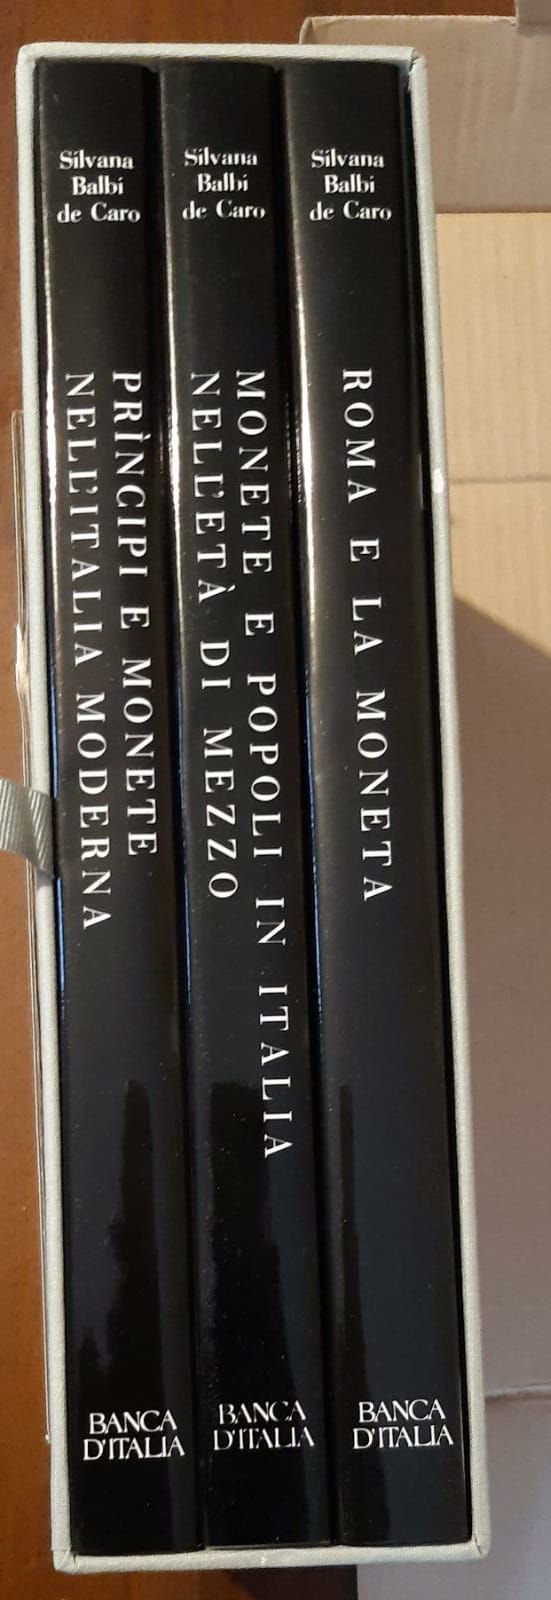 Silvana
Balbi
de Caro
PRÌNCIPI E MONETE
NELL'ITALIA MODERNA
BANCA
D'ITALIA
Silvana
Balbi
de Caro
MONETE E POPOLI IN ITALIA
NELL'ETÀ DI MEZZO
BANCA
D'ITALIA
Silvana
Balbi
de Caro
ROMA E LA MONETA
BANCA
D'ITALIA